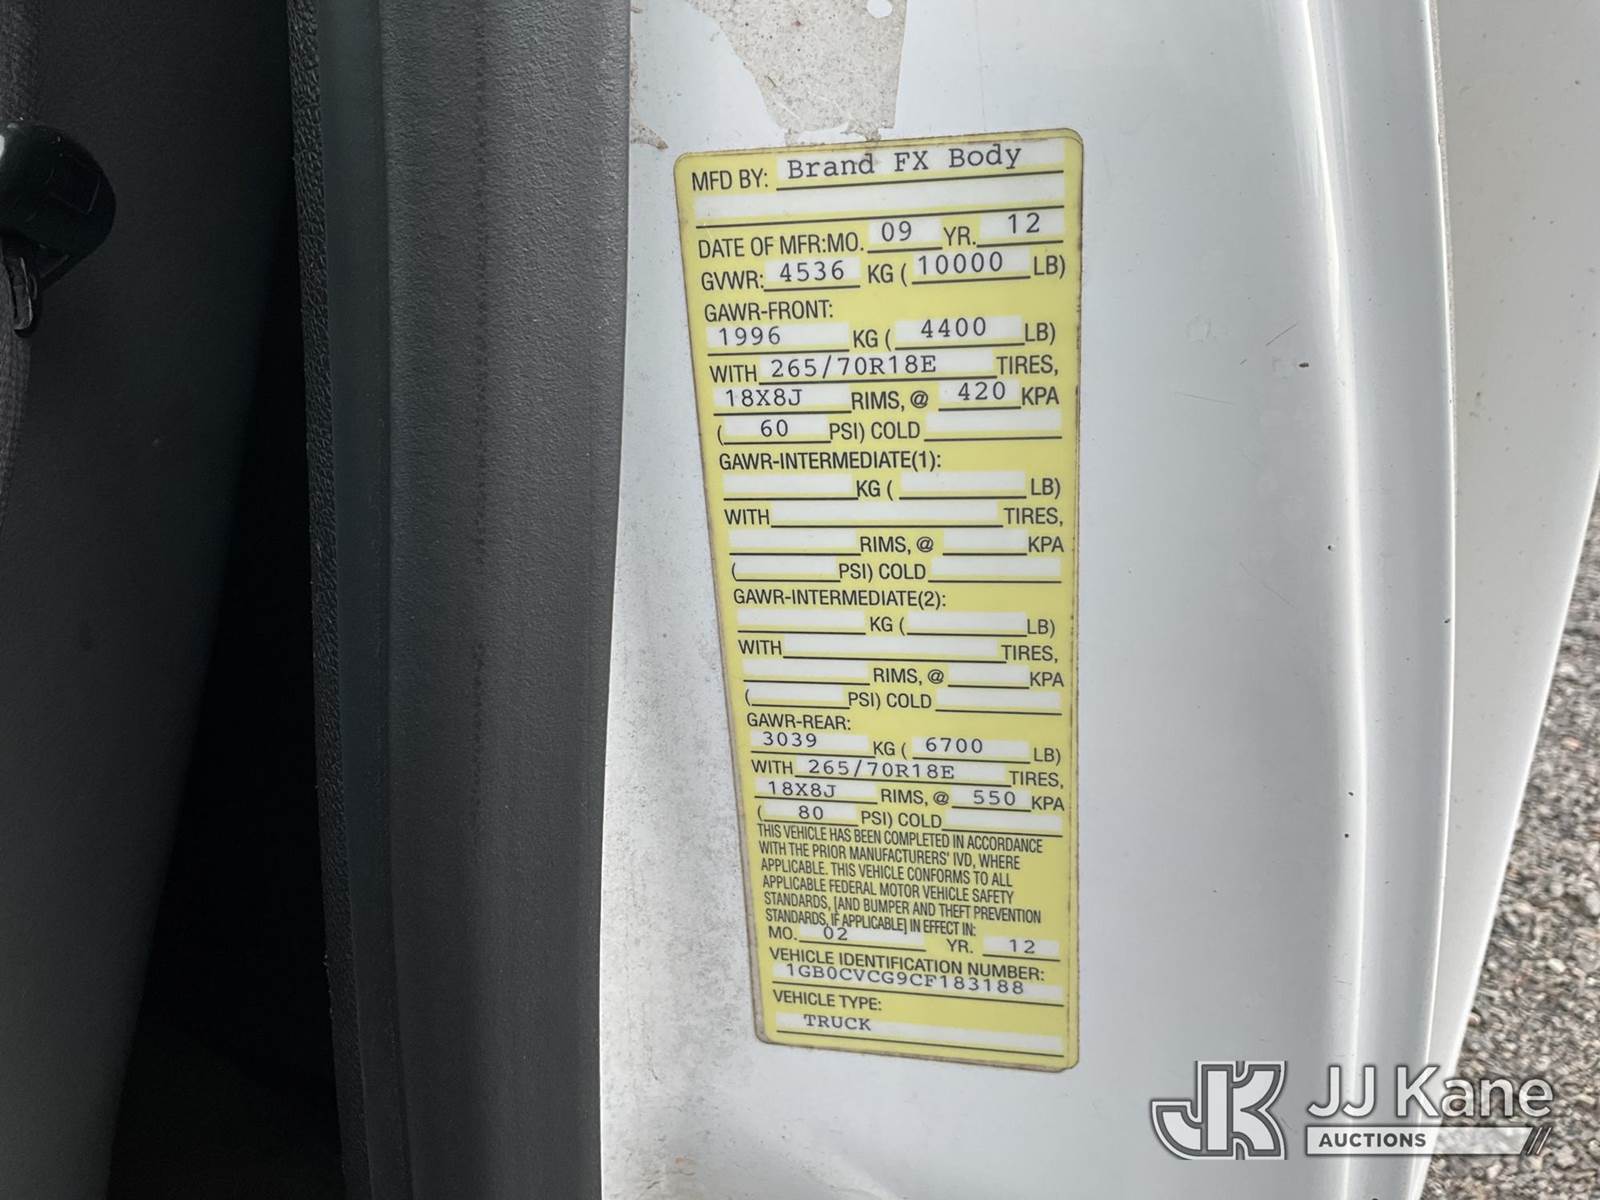 MFD BY: Brand FX Body
DATE OF MFR:MO. 09 YR. 12
GVWR: 4536 KG ( 10000 LB)
GAWR-FRONT:
1996 KG ( 4400 LB)
WITH 265/70R18E TIRES,
18X8J RIMS, @ 420 KPA
( 60 PSI) COLD
GAWR-INTERMEDIATE(1):
KG ( LB)
WITH TIRES,
RIMS, @ KPA
( PSI) COLD
GAWR-INTERMEDIATE(2):
KG ( LB)
WITH TIRES,
RIMS, @ KPA
( PSI) COLD
GAWR-REAR:
3039 KG ( 6700 LB)
WITH 265/70R18E TIRES,
18X8J RIMS, @ 550 KPA
( 80 PSI) COLD
THIS VEHICLE HAS BEEN COMPLETED IN ACCORDANCE
WITH THE PRIOR MANUFACTURERS' IVD, WHERE
APPLICABLE. THIS VEHICLE CONFORMS TO ALL
APPLICABLE FEDERAL MOTOR VEHICLE SAFETY
STANDARDS, [AND BUMPER AND THEFT PREVENTION
STANDARDS, IF APPLICABLE] IN EFFECT IN:
MO. 02 YR. 12
VEHICLE IDENTIFICATION NUMBER:
1GB0CVCG9CF183188
VEHICLE TYPE:
TRUCK
JK JJ Kane
AUCTIONS